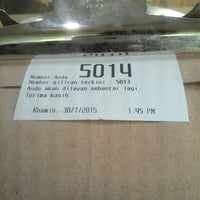 Nombor Anda 5014
Nombor giliran terkini : 5013
Anda akan dilayan sebentar lagi.
Terima kasih.
Khamis, 30/7/2015 1:45 PM